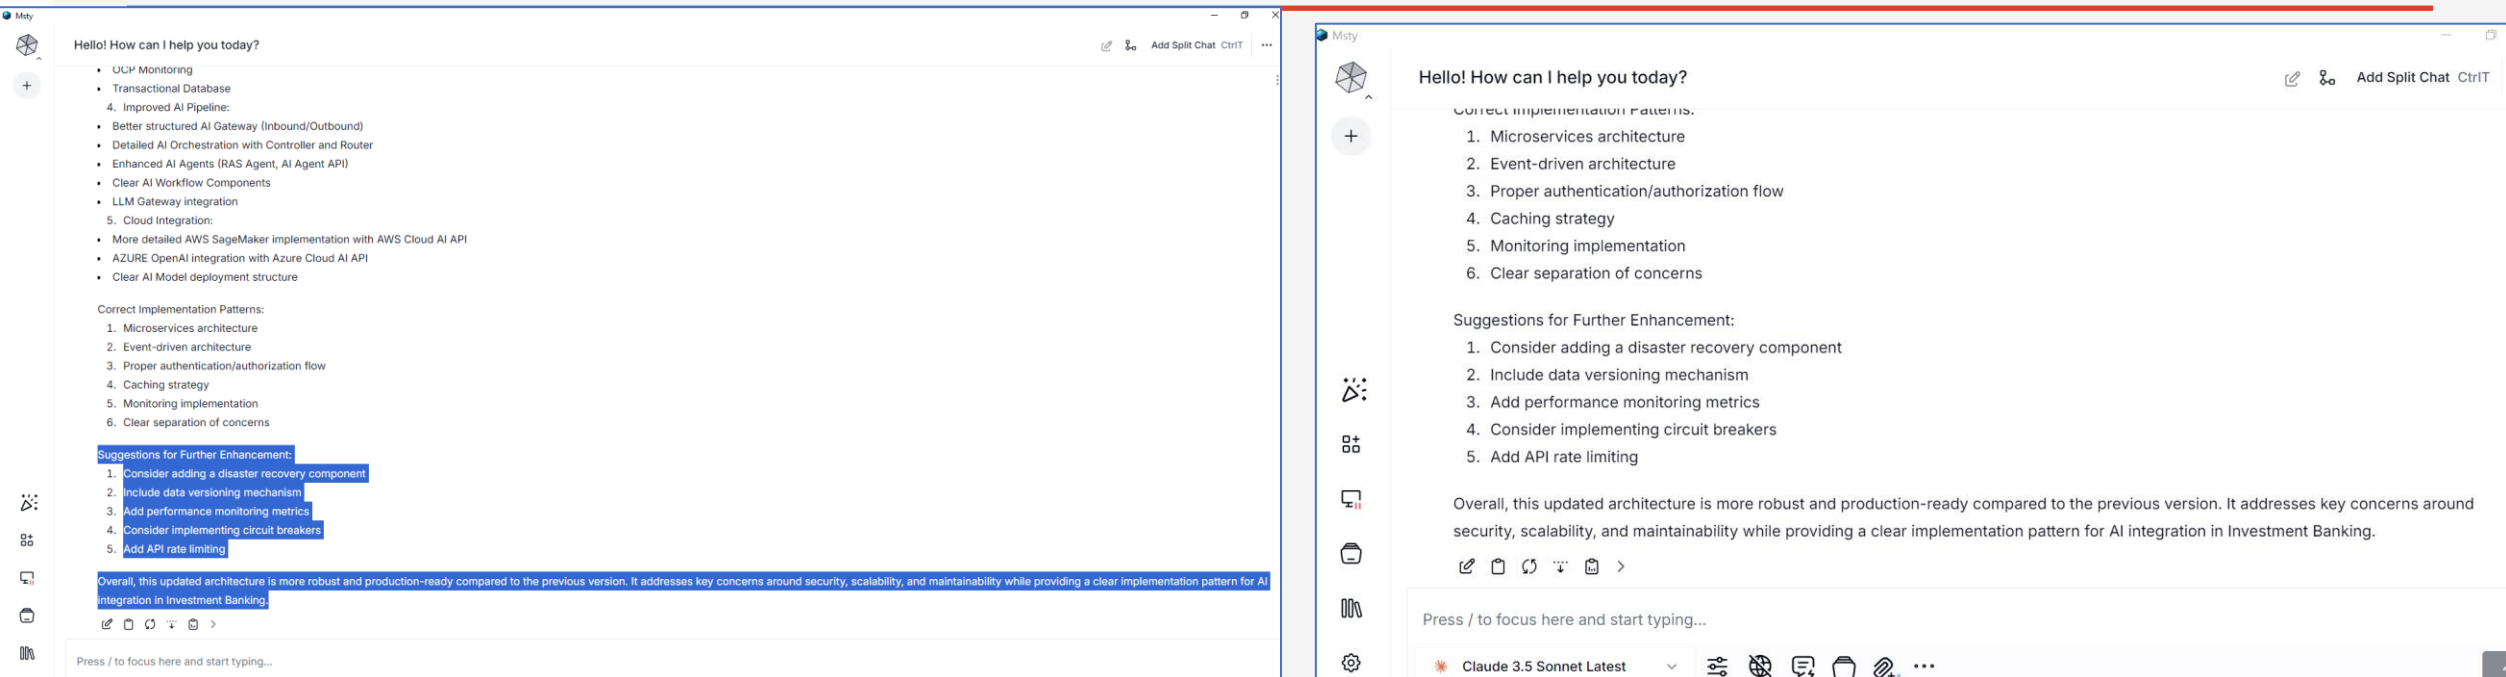 Msty
Hello! How can I help you today?
Add Split Chat CtrlT
• OCP Monitoring
• Transactional Database
4. Improved AI Pipeline:
• Better structured AI Gateway (Inbound/Outbound)
• Detailed AI Orchestration with Controller and Router
• Enhanced AI Agents (RAS Agent, AI Agent API)
• Clear AI Workflow Components
• LLM Gateway integration
5. Cloud Integration:
• More detailed AWS SageMaker implementation with AWS Cloud AI API
• AZURE OpenAI integration with Azure Cloud AI API
• Clear AI Model deployment structure
Correct Implementation Patterns:
1. Microservices architecture
2. Event-driven architecture
3. Proper authentication/authorization flow
4. Caching strategy
5. Monitoring implementation
6. Clear separation of concerns
Suggestions for Further Enhancement:
1. Consider adding a disaster recovery component
2. Include data versioning mechanism
3. Add performance monitoring metrics
4. Consider implementing circuit breakers
5. Add API rate limiting
Overall, this updated architecture is more robust and production-ready compared to the previous version. It addresses key concerns around security, scalability, and maintainability while providing a clear implementation pattern for AI
integration in Investment Banking.
Press / to focus here and start typing...
Msty
Hello! How can I help you today?
Add Split Chat CtrlT
Correct Implementation Patterns:
1. Microservices architecture
2. Event-driven architecture
3. Proper authentication/authorization flow
4. Caching strategy
5. Monitoring implementation
6. Clear separation of concerns
Suggestions for Further Enhancement:
1. Consider adding a disaster recovery component
2. Include data versioning mechanism
3. Add performance monitoring metrics
4. Consider implementing circuit breakers
5. Add API rate limiting
Overall, this updated architecture is more robust and production-ready compared to the previous version. It addresses key concerns around
security, scalability, and maintainability while providing a clear implementation pattern for AI integration in Investment Banking.
Press / to focus here and start typing...
Claude 3.5 Sonnet Latest